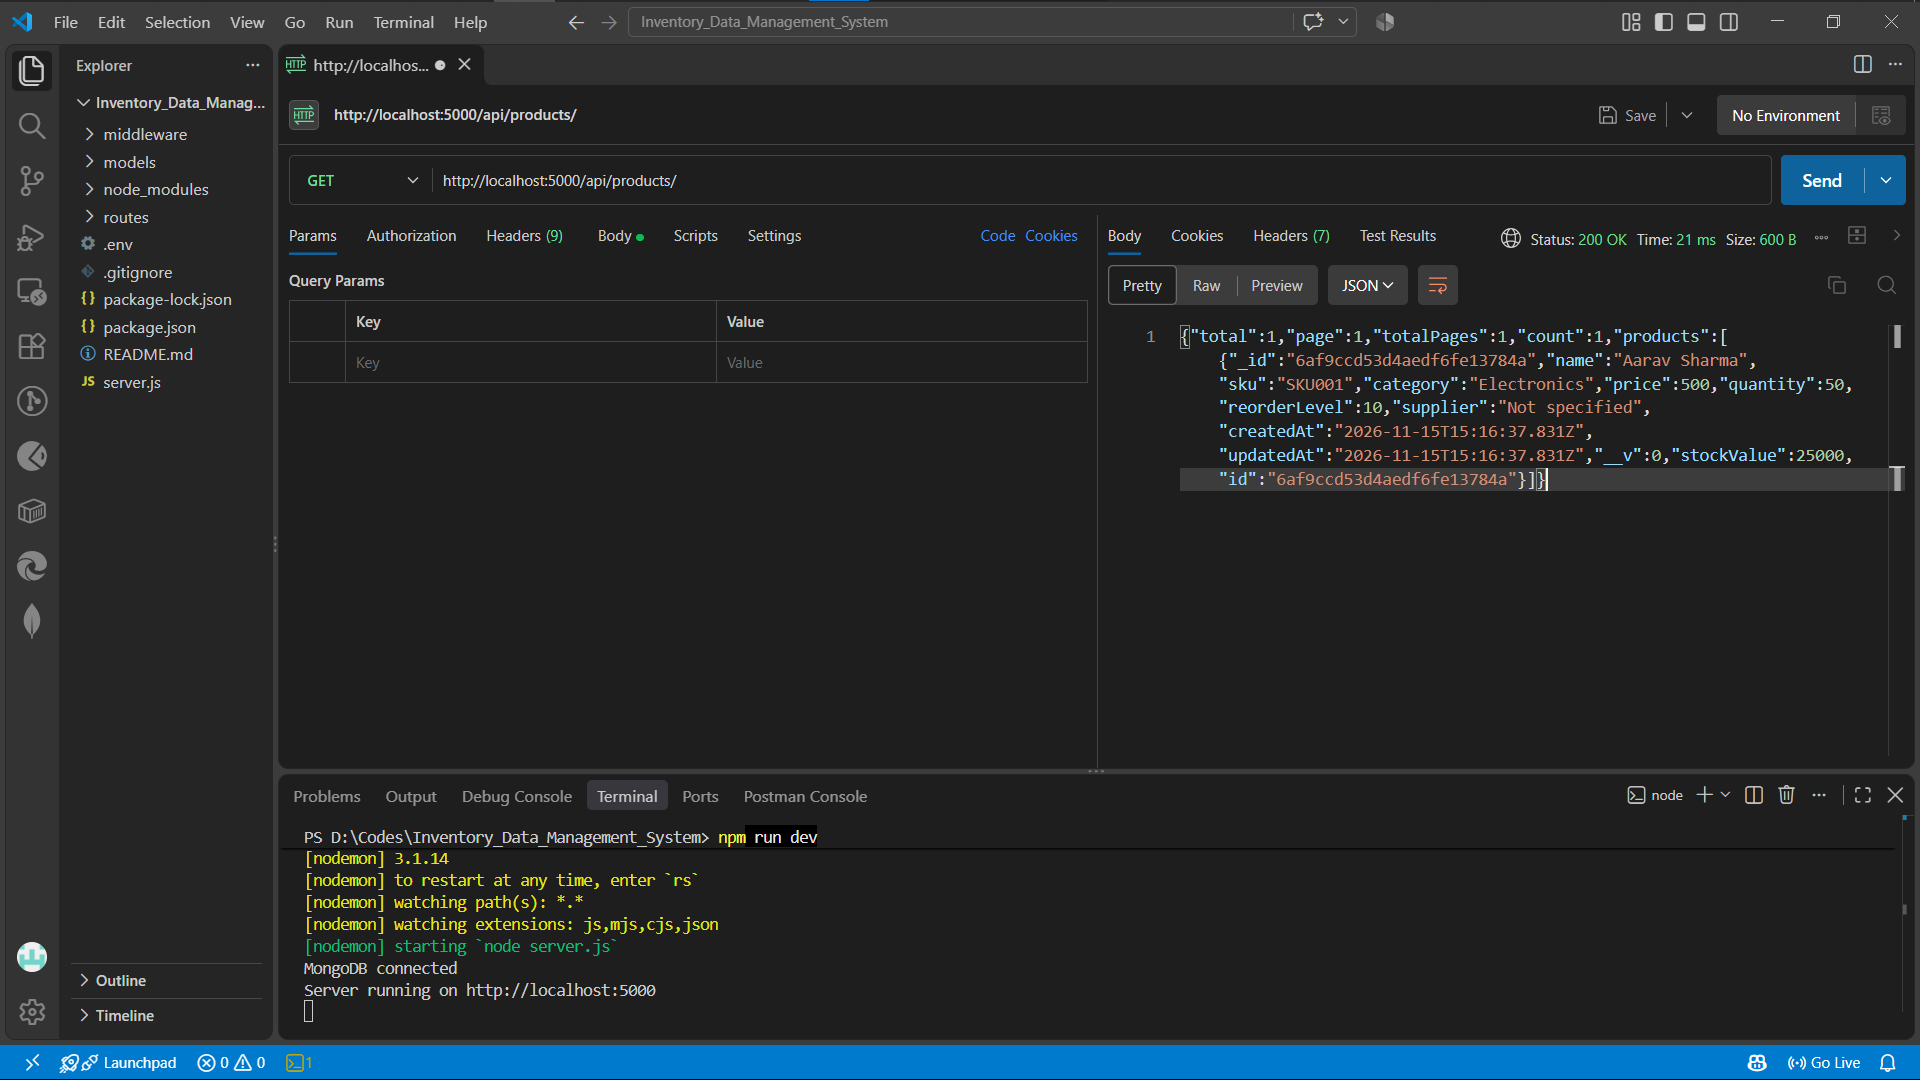 File Edit Selection View Go Run Terminal Help
Inventory_Data_Management_System
Explorer
Inventory_Data_Manag...
middleware
models
node_modules
routes
.env
.gitignore
{} package-lock.json
{} package.json
README.md
JS server.js
Outline
Timeline
HTTP http://localhos...
HTTP http://localhost:5000/api/products/
Save
No Environment
GET http://localhost:5000/api/products/
Send
Params Authorization Headers (9) Body Scripts Settings Code Cookies
Query Params
Key Value
Key Value
Body Cookies Headers (7) Test Results Status: 200 OK Time: 21 ms Size: 600 B
Pretty Raw Preview JSON
1 {"total":1,"page":1,"totalPages":1,"count":1,"products":[
{"_id":"6af9ccd53d4aedf6fe13784a","name":"Aarav Sharma",
"sku":"SKU001","category":"Electronics","price":500,"quantity":50,
"reorderLevel":10,"supplier":"Not specified",
"createdAt":"2026-11-15T15:16:37.831Z",
"updatedAt":"2026-11-15T15:16:37.831Z","__v":0,"stockValue":25000,
"id":"6af9ccd53d4aedf6fe13784a"}]}
Problems Output Debug Console Terminal Ports Postman Console
node
PS D:\Codes\Inventory_Data_Management_System> npm run dev
[nodemon] 3.1.14
[nodemon] to restart at any time, enter `rs`
[nodemon] watching path(s): *.*
[nodemon] watching extensions: js,mjs,cjs,json
[nodemon] starting `node server.js`
MongoDB connected
Server running on http://localhost:5000
Launchpad 0 0 1
Go Live